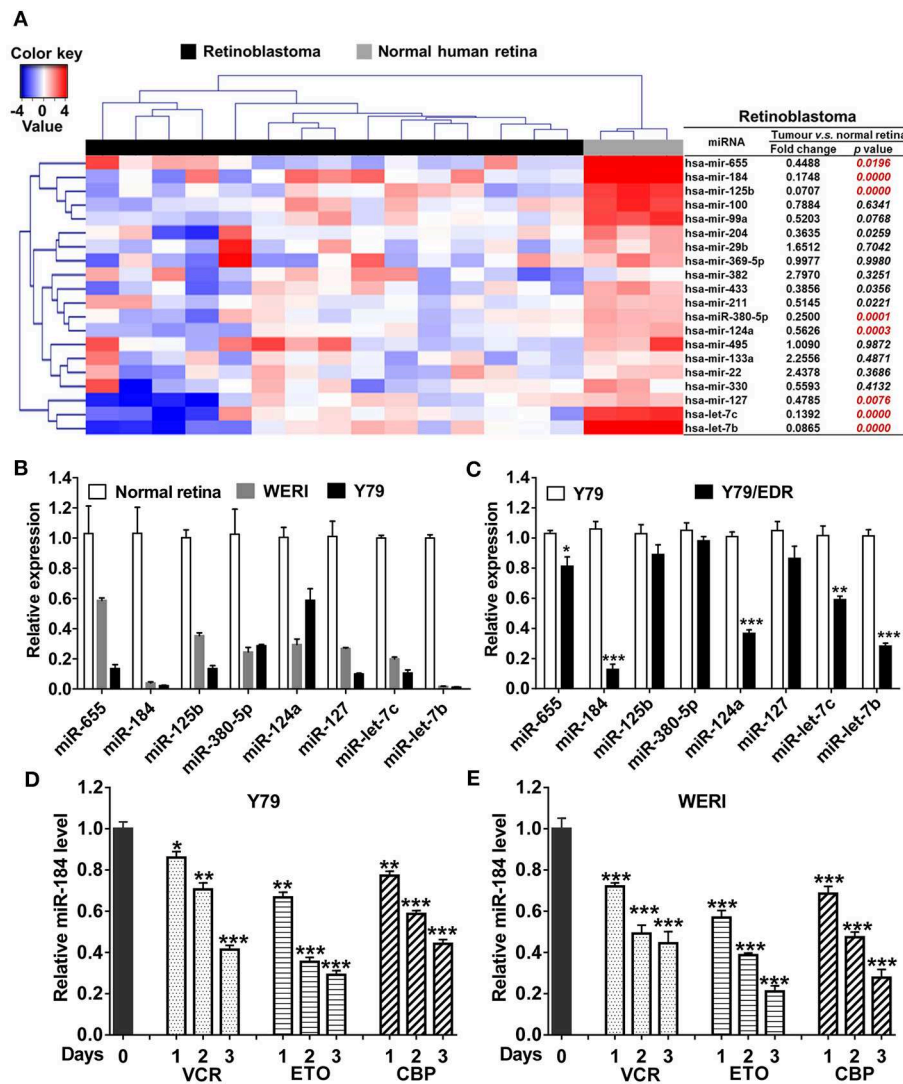 A
Color key
-4 0 4
Value
Retinoblastoma Normal human retina
Retinoblastoma
miRNA Tumour v.s. normal retina
Fold change p value
hsa-mir-655 0.4488 0.0196
hsa-mir-184 0.1748 0.0000
hsa-mir-125b 0.0707 0.0000
hsa-mir-100 0.7884 0.6341
hsa-mir-99a 0.5203 0.0768
hsa-mir-204 0.3635 0.0259
hsa-mir-29b 1.6512 0.7042
hsa-mir-369-5p 0.9977 0.9980
hsa-mir-382 2.7970 0.3251
hsa-mir-433 0.3856 0.0356
hsa-mir-211 0.5145 0.0221
hsa-miR-380-5p 0.2500 0.0001
hsa-mir-124a 0.5626 0.0003
hsa-mir-495 1.0090 0.9872
hsa-mir-133a 2.2556 0.4871
hsa-mir-22 2.4378 0.3686
hsa-mir-330 0.5593 0.4132
hsa-mir-127 0.4785 0.0076
hsa-let-7c 0.1392 0.0000
hsa-let-7b 0.0865 0.0000
B
Relative expression
1.4
1.2
1.0
0.8
0.6
0.4
0.2
0.0
Normal retina WERI Y79
miR-655 miR-184 miR-125b miR-380-5p miR-124a miR-127 miR-let-7c miR-let-7b
C
Relative expression
1.4
1.2
1.0
0.8
0.6
0.4
0.2
0.0
Y79 Y79/EDR
* *** *** ** ***
miR-655 miR-184 miR-125b miR-380-5p miR-124a miR-127 miR-let-7c miR-let-7b
D
Relative miR-184 level
Y79
1.2
1.0
0.8
0.6
0.4
0.2
0.0
* ** *** ** *** *** ** *** ***
Days 0 1 2 3 1 2 3 1 2 3
VCR ETO CBP
E
Relative miR-184 level
WERI
1.2
1.0
0.8
0.6
0.4
0.2
0.0
*** *** *** *** *** *** *** *** ***
Days 0 1 2 3 1 2 3 1 2 3
VCR ETO CBP